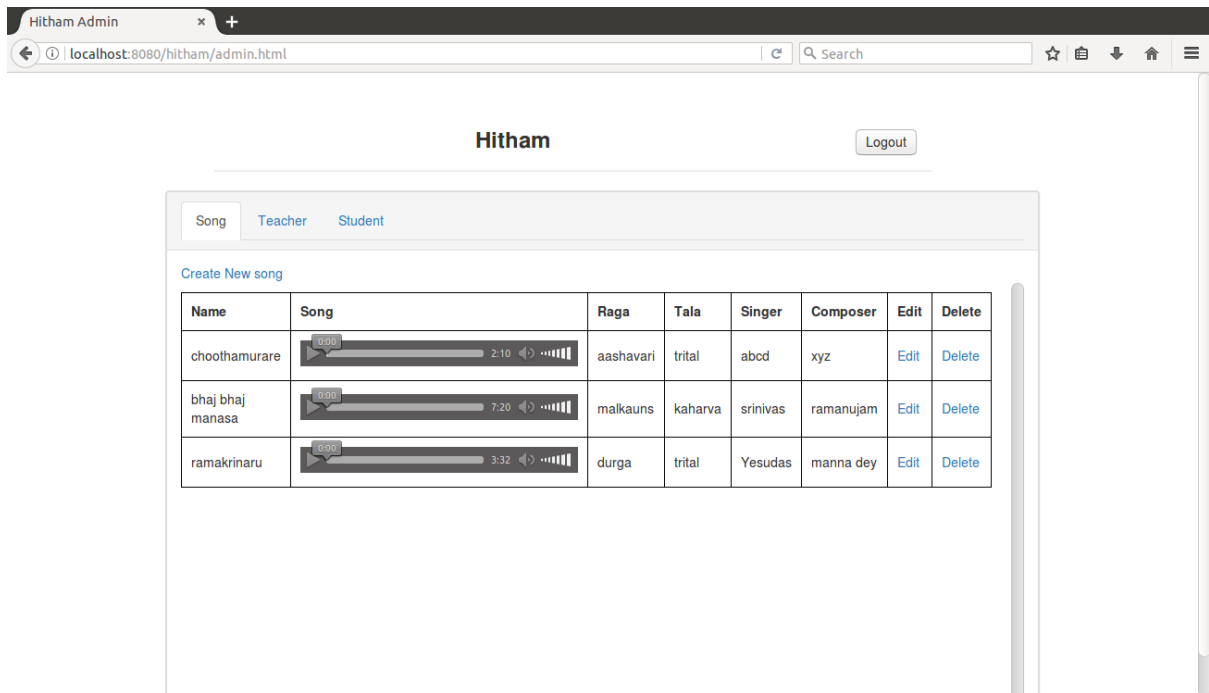 Hitham Admin
localhost:8080/hitham/admin.html
Search
Hitham
Logout
Song Teacher Student
Create New song
Name Song Raga Tala Singer Composer Edit Delete
choothamurare 0:00 2:10 aashavari trital abcd xyz Edit Delete
bhaj bhaj
manasa 0:00 7:20 malkauns kaharva srinivas ramanujam Edit Delete
ramakrinaru 0:00 3:32 durga trital Yesudas manna dey Edit Delete